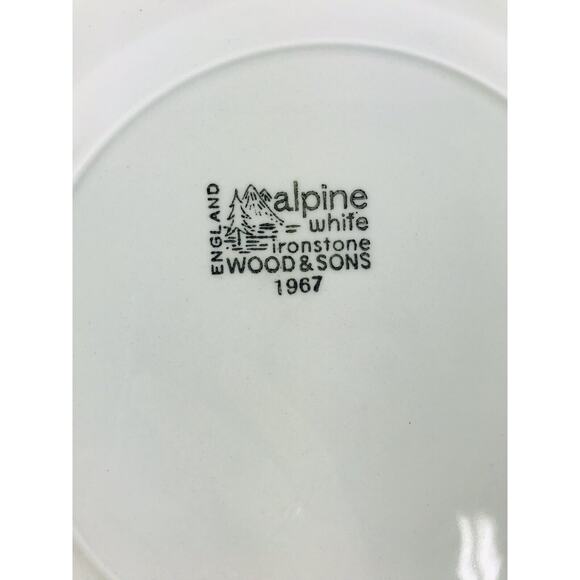 ENGLAND
alpine
white
ironstone
WOOD & SONS
1967